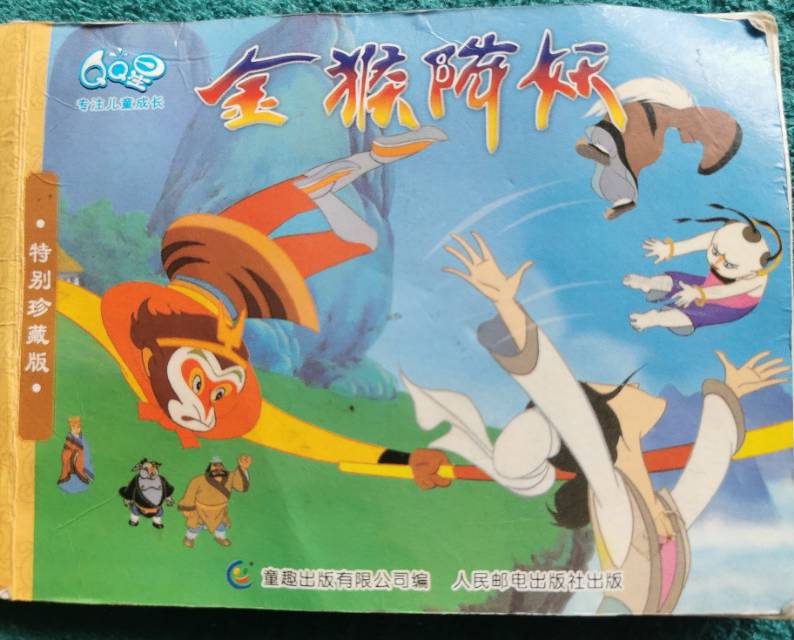 QQ星
专注儿童成长
金猴降妖
·特别珍藏版·
童趣出版有限公司编 人民邮电出版社出版